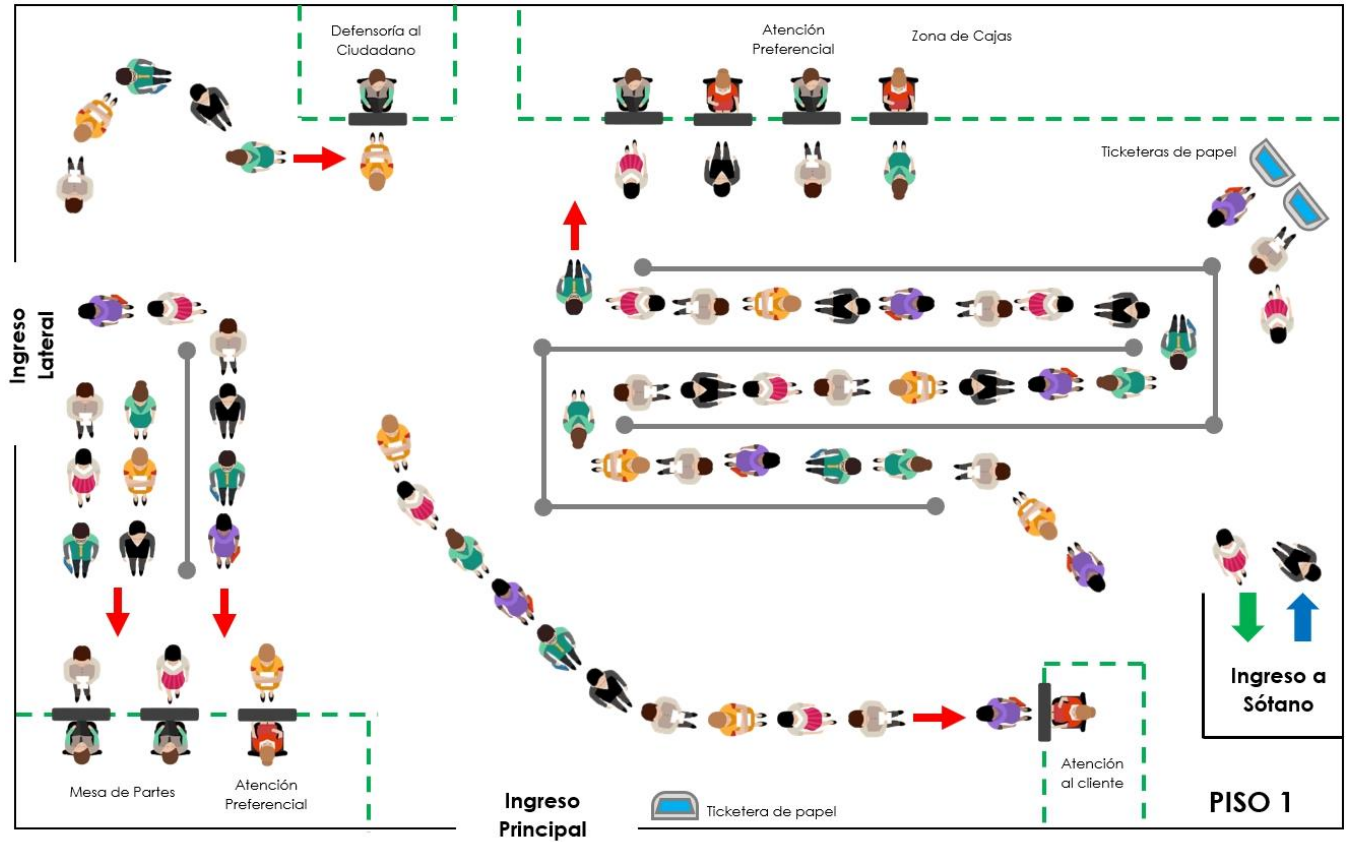 Defensoría al
Ciudadano
Atención
Preferencial
Zona de Cajas
Ticketeras de papel
Ingreso
Lateral
Ingreso a
Sótano
Mesa de Partes
Atención
Preferencial
Atención
al cliente
Ingreso
Principal
Ticketera de papel
PISO 1